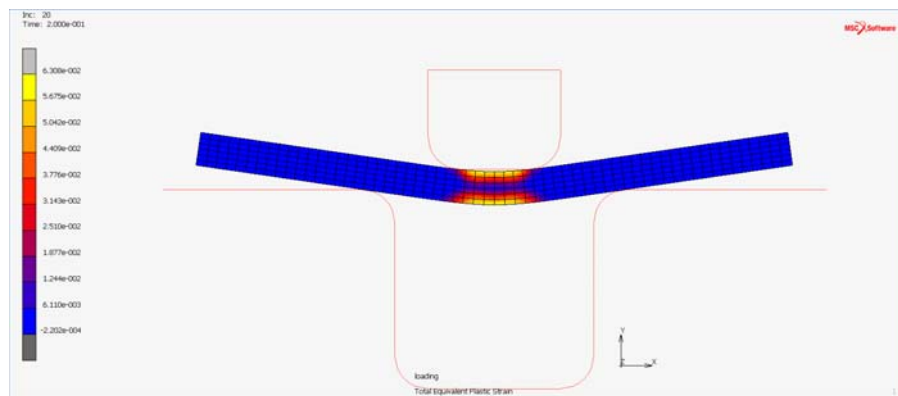 Inc: 20
Time: 2.000e-001
MSC Software
6.308e-002
5.675e-002
5.042e-002
4.409e-002
3.776e-002
3.143e-002
2.510e-002
1.877e-002
1.244e-002
6.110e-003
-2.202e-004
Y
Z X
loading
Total Equivalent Plastic Strain
1